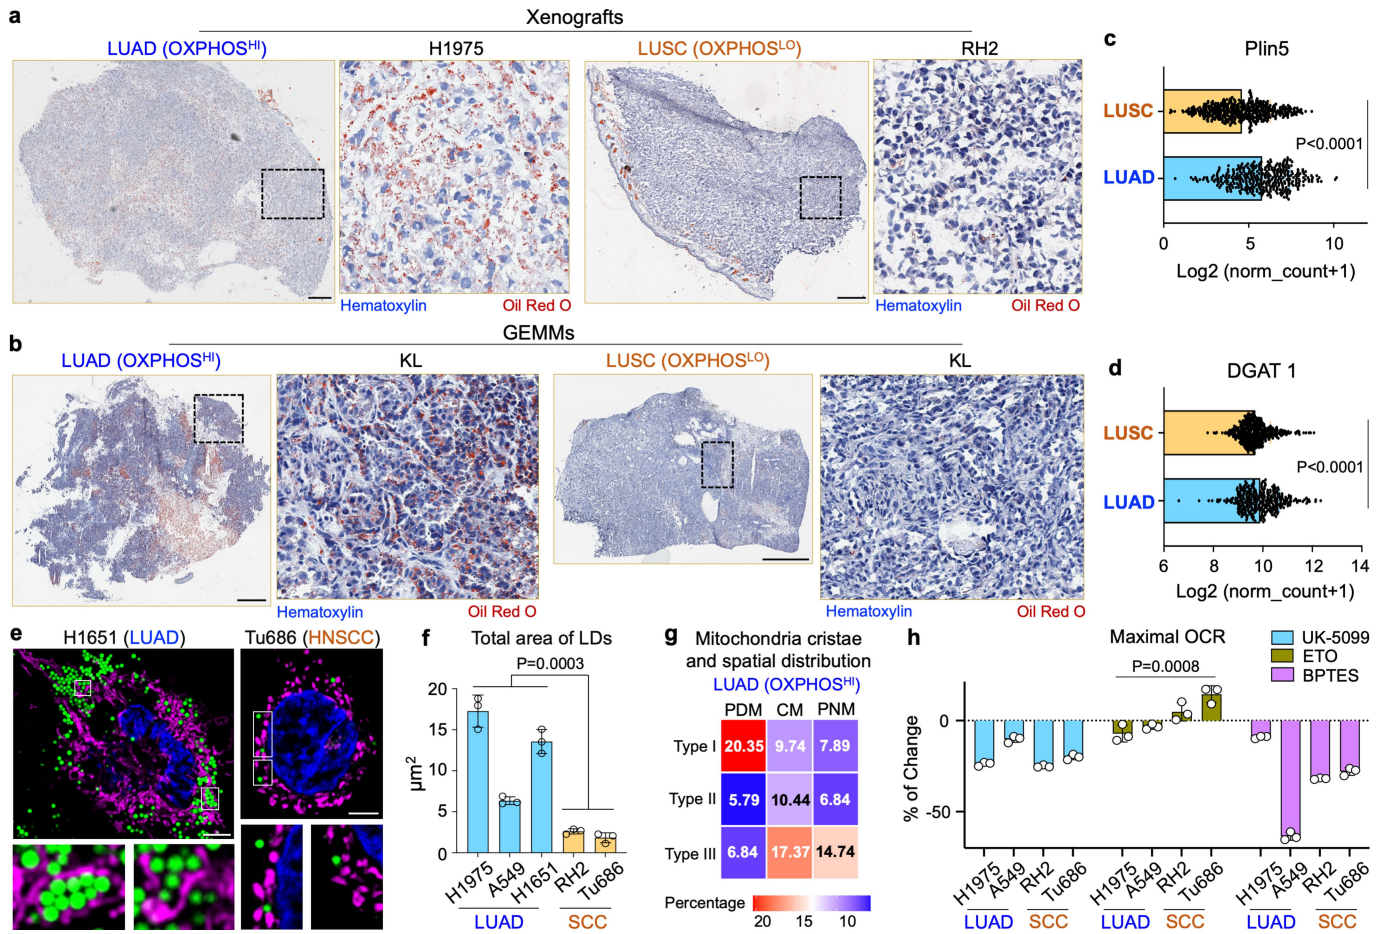 a
Xenografts
LUAD (OXPHOSHI)
H1975
LUSC (OXPHOSLO)
RH2
Hematoxylin
Oil Red O
Hematoxylin
Oil Red O
b
GEMMs
LUAD (OXPHOSHI)
KL
LUSC (OXPHOSLO)
KL
Hematoxylin
Oil Red O
Hematoxylin
Oil Red O
c
Plin5
LUSC
P<0.0001
LUAD
0
5
10
Log2 (norm_count+1)
d
DGAT 1
LUSC
P<0.0001
LUAD
6
8
10
12
14
Log2 (norm_count+1)
e
H1651 (LUAD)
Tu686 (HNSCC)
f
Total area of LDs
P=0.0003
20
15
10
5
0
μm2
H1975
A549
H1651
RH2
Tu686
LUAD
SCC
g
Mitochondria cristae
and spatial distribution
LUAD (OXPHOSHI)
PDM
CM
PNM
Type I
20.35
9.74
7.89
Type II
5.79
10.44
6.84
Type III
6.84
17.37
14.74
Percentage
20
15
10
h
Maximal OCR
P=0.0008
UK-5099
ETO
BPTES
0
-50
% of Change
H1975
A549
RH2
Tu686
H1975
A549
RH2
Tu686
H1975
A549
RH2
Tu686
LUAD
SCC
LUAD
SCC
LUAD
SCC